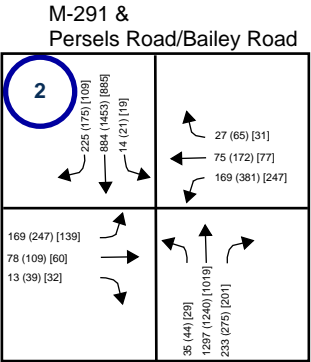 M-291 &
Persels Road/Bailey Road
2
225 (175) [109]
884 (1453) [885]
14 (21) [19]
27 (65) [31]
75 (172) [77]
169 (381) [247]
169 (247) [139]
78 (109) [60]
13 (39) [32]
35 (44) [29]
1297 (1240) [1019]
233 (275) [201]